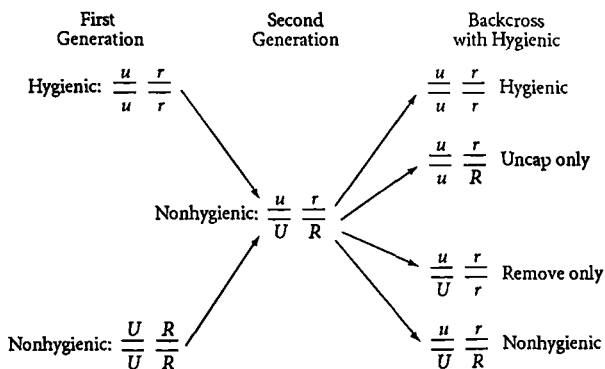 First Generation
Second Generation
Backcross with Hygienic
Hygienic: u r
u r
Nonhygienic: u r
U R
Nonhygienic: U R
U R
u r Hygienic
u r
u r Uncap only
u R
u r Remove only
U r
u r Nonhygienic
U R